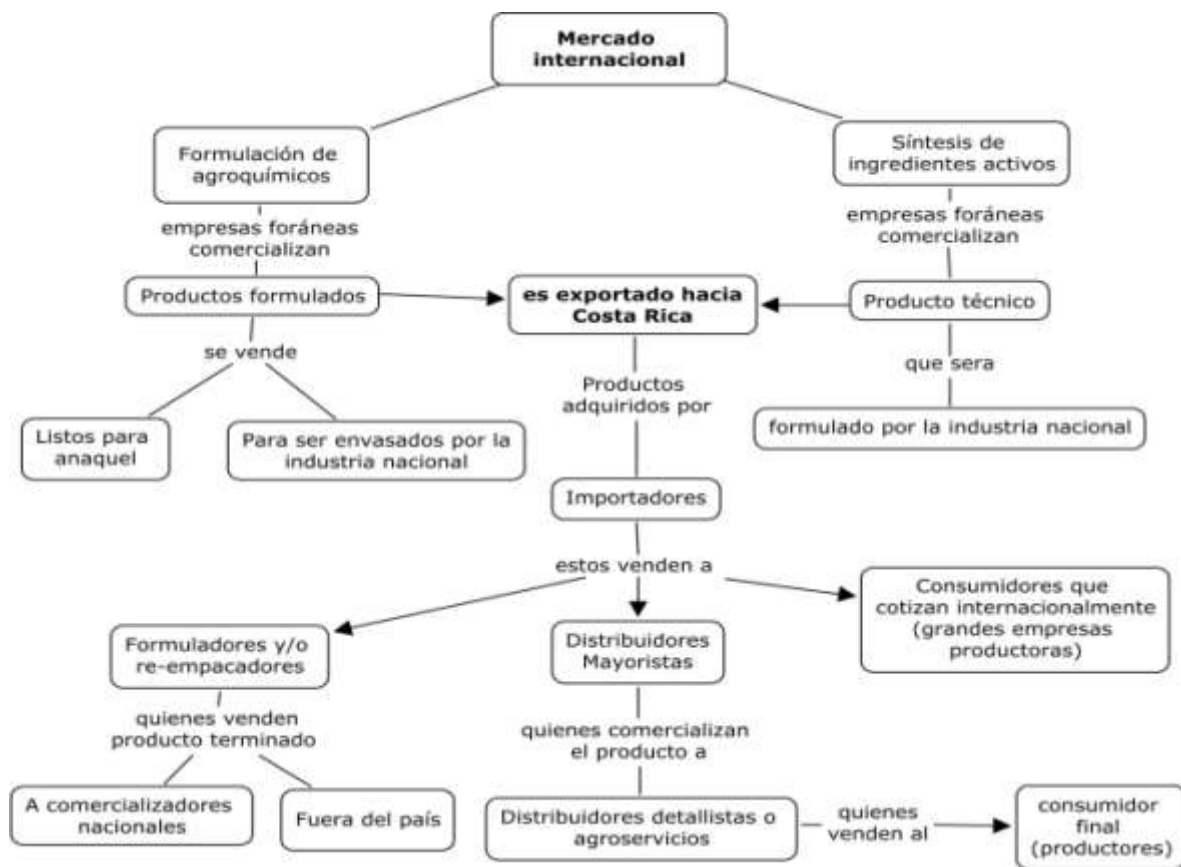 Mercado
internacional
Formulación de
agroquímicos
Síntesis de
ingredientes activos
empresas foráneas
comercializan
empresas foráneas
comercializan
Productos formulados
es exportado hacia
Costa Rica
Producto técnico
se vende
que sera
Productos
adquiridos por
Listos para
anaquel
Para ser envasados por la
industria nacional
formulado por la industria nacional
Importadores
estos venden a
Consumidores que
cotizan internacionalmente
(grandes empresas
productoras)
Formuladores y/o
re-empacadores
Distribuidores
Mayoristas
quienes venden
producto terminado
quienes comercializan
el producto a
A comercializadores
nacionales
Fuera del país
Distribuidores detallistas o
agroservicios
quienes
venden al
consumidor
final
(productores)